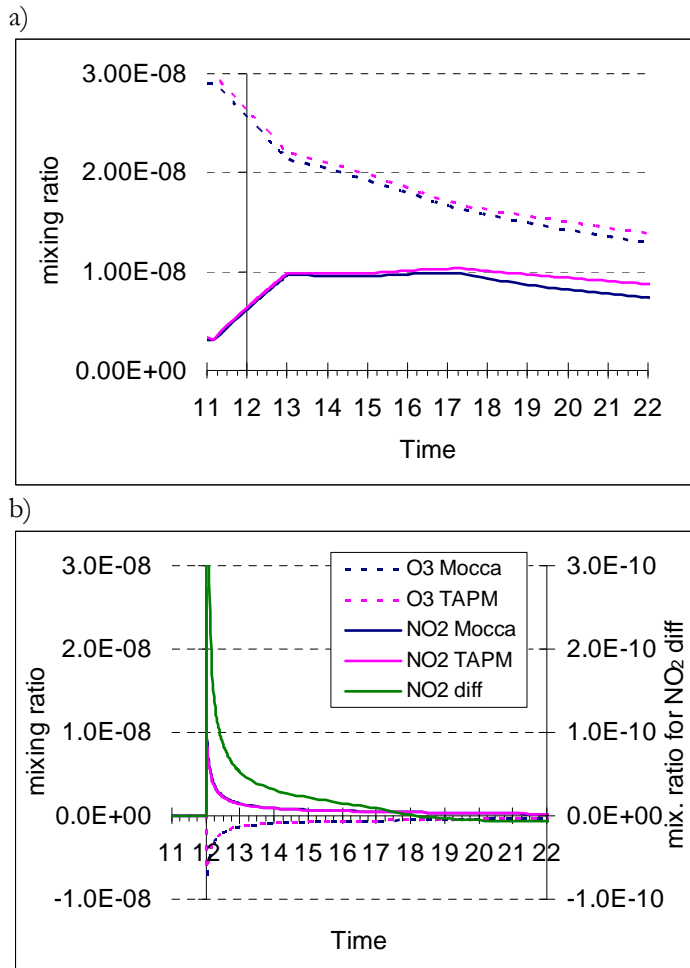 a)
3.00E-08
2.00E-08
1.00E-08
0.00E+00
mixing ratio
11 12 13 14 15 16 17 18 19 20 21 22
Time
b)
3.0E-08
2.0E-08
1.0E-08
0.0E+00
-1.0E-08
mixing ratio
O3 Mocca
O3 TAPM
NO2 Mocca
NO2 TAPM
NO2 diff
3.0E-10
2.0E-10
1.0E-10
0.0E+00
-1.0E-10
mix. ratio for NO2 diff
11 12 13 14 15 16 17 18 19 20 21 22
Time